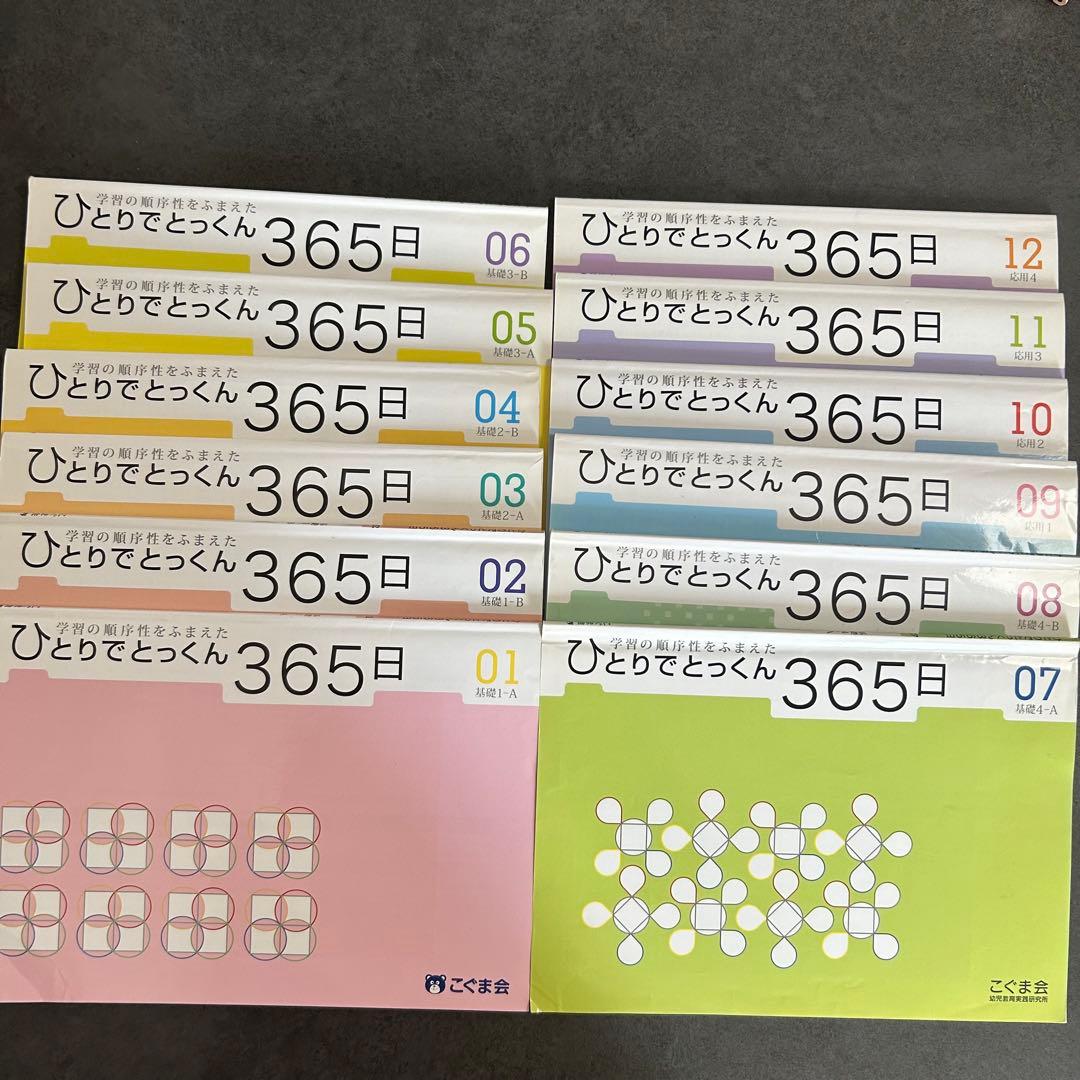 学習の順序性をふまえた
ひとりでとっくん 365日 06
基礎3-B
学習の順序性をふまえた
ひとりでとっくん 365日 05
基礎3-A
学習の順序性をふまえた
ひとりでとっくん 365日 04
基礎2-B
学習の順序性をふまえた
ひとりでとっくん 365日 03
基礎2-A
学習の順序性をふまえた
ひとりでとっくん 365日 02
基礎1-B
学習の順序性をふまえた
ひとりでとっくん 365日 01
基礎1-A
こぐま会
学習の順序性をふまえた
ひとりでとっくん 365日 12
応用4
学習の順序性をふまえた
ひとりでとっくん 365日 11
応用3
学習の順序性をふまえた
ひとりでとっくん 365日 10
応用2
学習の順序性をふまえた
ひとりでとっくん 365日 09
応用1
学習の順序性をふまえた
ひとりでとっくん 365日 08
基礎4-B
学習の順序性をふまえた
ひとりでとっくん 365日 07
基礎4-A
こぐま会
幼児教育実践研究所